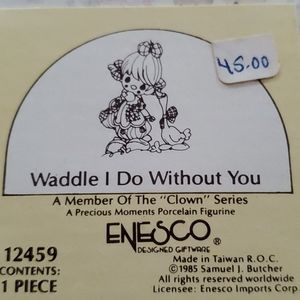 45.00
Waddle I Do Without You
A Member Of The "Clown" Series
A Precious Moments Porcelain Figurine
ENESCO®
DESIGNED GIFTWARE
12459
CONTENTS:
1 PIECE
Made in Taiwan R.O.C.
©1985 Samuel J. Butcher
All rights reserved worldwide
Licensee: Enesco Imports Corp